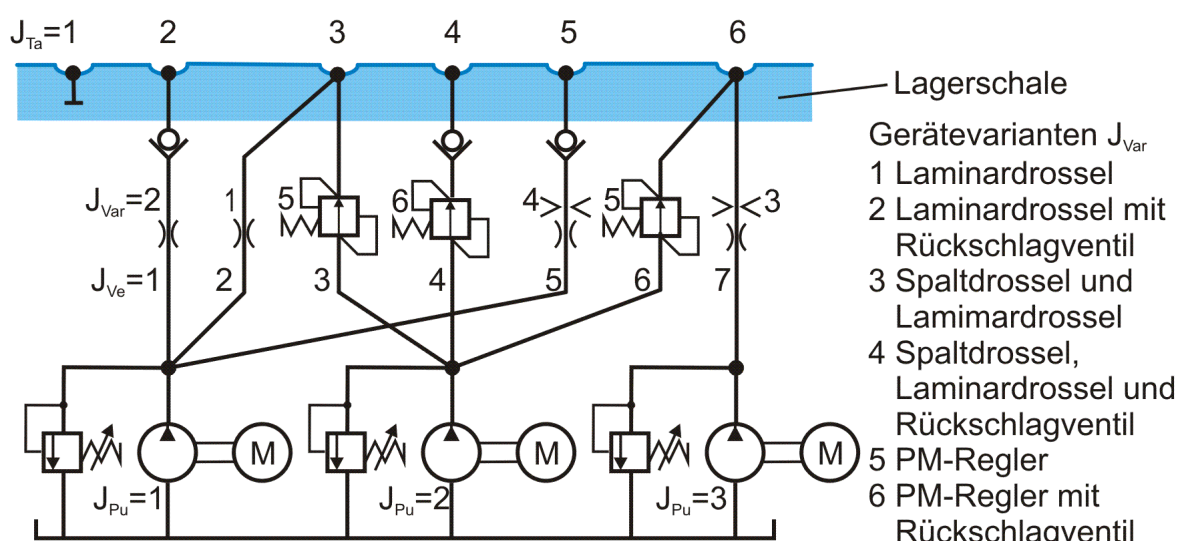 J_Ta=1 2 3 4 5 6
Lagerschale
Gerätevarianten J_Var
1 Laminardrossel
2 Laminardrossel mit
Rückschlagventil
3 Spaltdrossel und
Lamimardrossel
4 Spaltdrossel,
Laminardrossel und
Rückschlagventil
5 PM-Regler
6 PM-Regler mit
Rückschlagventil
J_Var=2 1 5 6 4 5 3
J_Ve=1 2 3 4 5 6 7
M M M
J_Pu=1 J_Pu=2 J_Pu=3